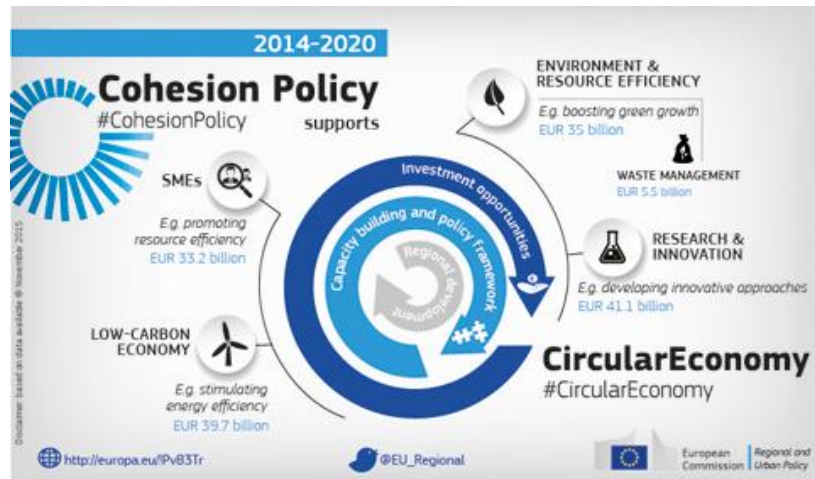 2014-2020
Cohesion Policy
#CohesionPolicy supports
ENVIRONMENT &
RESOURCE EFFICIENCY
E.g. boosting green growth
EUR 35 billion
WASTE MANAGEMENT
EUR 5.5 billion
SMEs
E.g. promoting
resource efficiency
EUR 33.2 billion
Investment opportunities
Capacity building and policy framework
Regional development
RESEARCH &
INNOVATION
E.g. developing innovative approaches
EUR 41.1 billion
LOW-CARBON
ECONOMY
E.g. stimulating
energy efficiency
EUR 39.7 billion
CircularEconomy
#CircularEconomy
Disclaimer: based on data available @ November 2015
http://europa.eu/!Pv83Tr
@EU_Regional
European
Commission
Regional and
Urban Policy